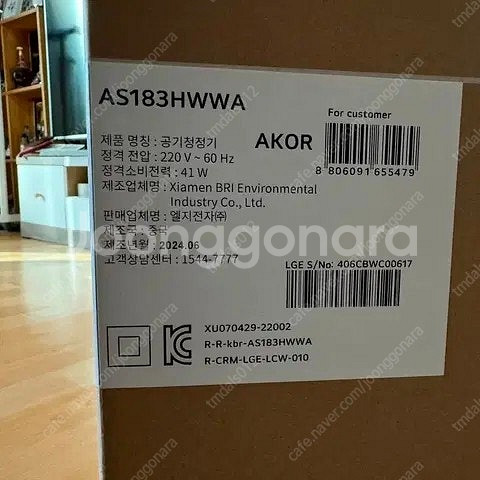 AS183HWWA
For customer
제품 명칭 : 공기청정기
AKOR
정격 전압 : 220 V ~ 60 Hz
정격소비전력 : 41 W
8 806091 655479
제조업체명 : Xiamen BRI Environmental
Industry Co., Ltd.
판매업체명 : 엘지전자㈜
제조국 : 중국
제조년월 : 2024.06
고객상담센터 : 1544-7777
LGE S/No: 406CBWC00617
Joonggonara
XU070429-22002
R-R-kbr-AS183HWWA
R-CRM-LGE-LCW-010
tmdals0712
cafe.naver.com/joonggonara